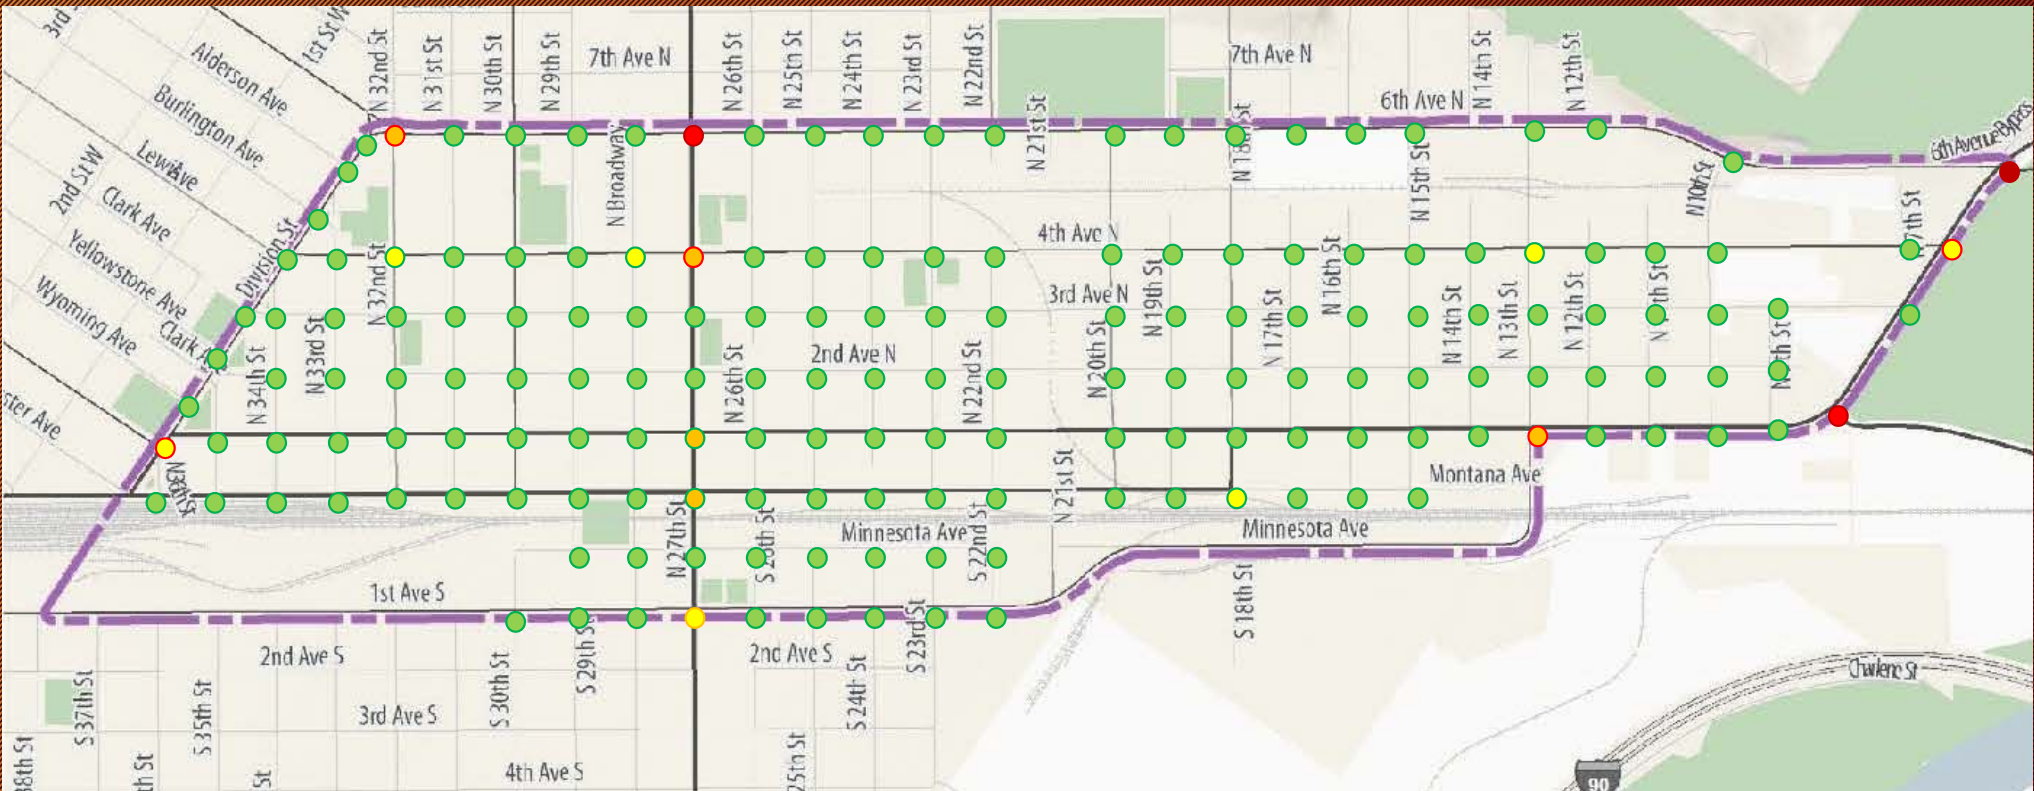 1st St W
Alderson Ave
Burlington Ave
Lewis Ave
2nd St W
Clark Ave
Yellowstone Ave
Wyoming Ave
Clark
Division St
N 32nd St
N 31st St
N 30th St
N 29th St
7th Ave N
N 26th St
N 25th St
N 24th St
N 23rd St
N 22nd St
7th Ave N
6th Ave N
N 14th St
N 12th St
6th Avenue Bypass
N Broadway
N 21st St
N 18th St
N 15th St
N 10th St
7th St
4th Ave N
N 32nd St
3rd Ave N
N 19th St
N 16th St
N 17th St
N 14th St
N 13th St
N 12th St
N 34th St
N 33rd St
2nd Ave N
N 26th St
N 22nd St
N 20th St
N 21st St
Montana Ave
N 27th St
S 26th St
Minnesota Ave
S 22nd St
Minnesota Ave
1st Ave S
S 18th St
2nd Ave S
S 29th St
2nd Ave S
S 23rd St
S 37th St
S 35th St
3rd Ave S
S 30th St
S 24th St
Charlene St
38th St
th St
St
4th Ave S
25th St
90